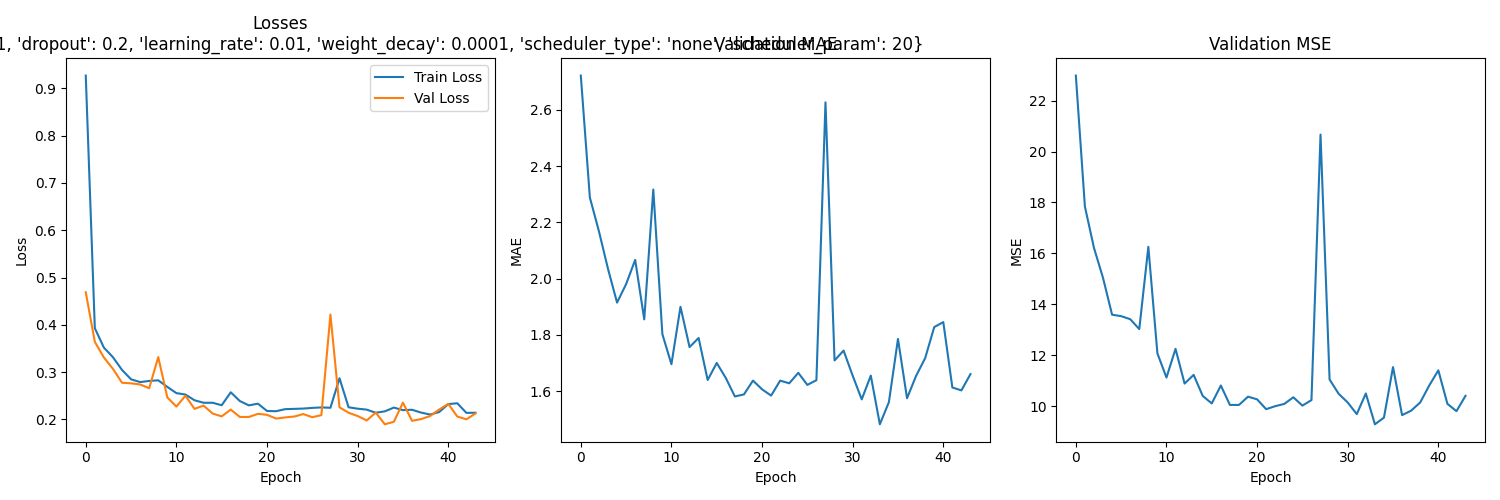 Losses
1, 'dropout': 0.2, 'learning_rate': 0.01, 'weight_decay': 0.0001, 'scheduler_type': 'none', 'scheduler_param': 20}
Train Loss
Val Loss
0.9
0.8
0.7
0.6
0.5
0.4
0.3
0.2
Loss
0 10 20 30 40
Epoch
Validation MAE
2.6
2.4
2.2
2.0
1.8
1.6
MAE
0 10 20 30 40
Epoch
Validation MSE
22
20
18
16
14
12
10
MSE
0 10 20 30 40
Epoch